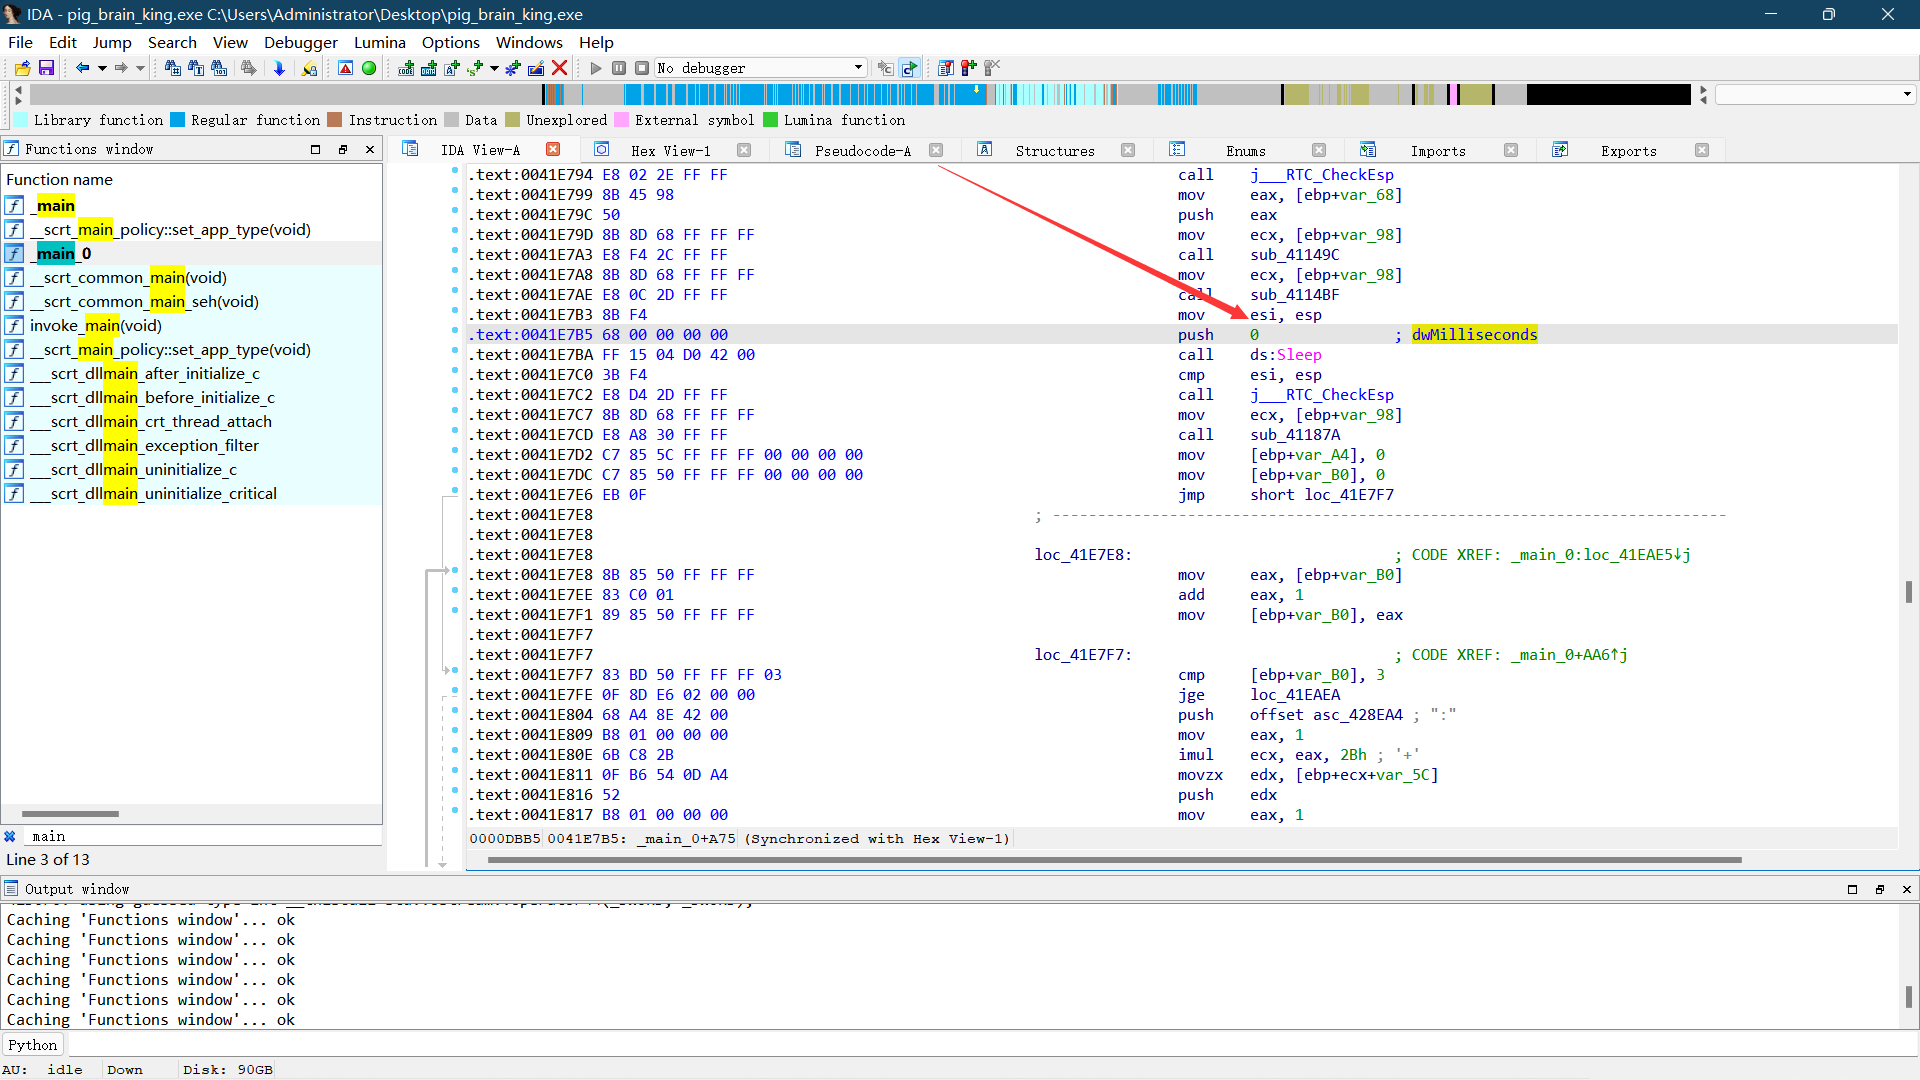 IDA - pig_brain_king.exe C:\Users\Administrator\Desktop\pig_brain_king.exe
File Edit Jump Search View Debugger Lumina Options Windows Help
No debugger
Library function Regular function Instruction Data Unexplored External symbol Lumina function
Functions window
IDA View-A Hex View-1 Pseudocode-A Structures Enums Imports Exports
Function name
_main
__scrt_main_policy::set_app_type(void)
_main_0
__scrt_common_main(void)
__scrt_common_main_seh(void)
invoke_main(void)
__scrt_main_policy::set_app_type(void)
___scrt_dllmain_after_initialize_c
___scrt_dllmain_before_initialize_c
___scrt_dllmain_crt_thread_attach
___scrt_dllmain_exception_filter
___scrt_dllmain_uninitialize_c
___scrt_dllmain_uninitialize_critical
main
Line 3 of 13
.text:0041E794 E8 02 2E FF FF call j___RTC_CheckEsp
.text:0041E799 8B 45 98 mov eax, [ebp+var_68]
.text:0041E79C 50 push eax
.text:0041E79D 8B 8D 68 FF FF FF mov ecx, [ebp+var_98]
.text:0041E7A3 E8 F4 2C FF FF call sub_41149C
.text:0041E7A8 8B 8D 68 FF FF FF mov ecx, [ebp+var_98]
.text:0041E7AE E8 0C 2D FF FF call sub_4114BF
.text:0041E7B3 8B F4 mov esi, esp
.text:0041E7B5 68 00 00 00 00 push 0 ; dwMilliseconds
.text:0041E7BA FF 15 04 D0 42 00 call ds:Sleep
.text:0041E7C0 3B F4 cmp esi, esp
.text:0041E7C2 E8 D4 2D FF FF call j___RTC_CheckEsp
.text:0041E7C7 8B 8D 68 FF FF FF mov ecx, [ebp+var_98]
.text:0041E7CD E8 A8 30 FF FF call sub_41187A
.text:0041E7D2 C7 85 5C FF FF FF 00 00 00 00 mov [ebp+var_A4], 0
.text:0041E7DC C7 85 50 FF FF FF 00 00 00 00 mov [ebp+var_B0], 0
.text:0041E7E6 EB 0F jmp short loc_41E7F7
.text:0041E7E8 ; ---------------------------------------------------------------------------
.text:0041E7E8
.text:0041E7E8 loc_41E7E8: ; CODE XREF: _main_0:loc_41EAE5↓j
.text:0041E7E8 8B 85 50 FF FF FF mov eax, [ebp+var_B0]
.text:0041E7EE 83 C0 01 add eax, 1
.text:0041E7F1 89 85 50 FF FF FF mov [ebp+var_B0], eax
.text:0041E7F7
.text:0041E7F7 loc_41E7F7: ; CODE XREF: _main_0+AA6↑j
.text:0041E7F7 83 BD 50 FF FF FF 03 cmp [ebp+var_B0], 3
.text:0041E7FE 0F 8D E6 02 00 00 jge loc_41EAEA
.text:0041E804 68 A4 8E 42 00 push offset asc_428EA4 ; ":"
.text:0041E809 B8 01 00 00 00 mov eax, 1
.text:0041E80E 6B C8 2B imul ecx, eax, 2Bh ; '+'
.text:0041E811 0F B6 54 0D A4 movzx edx, [ebp+ecx+var_5C]
.text:0041E816 52 push edx
.text:0041E817 B8 01 00 00 00 mov eax, 1
0000DBB5 0041E7B5: _main_0+A75 (Synchronized with Hex View-1)
Output window
Caching 'Functions window'... ok
Caching 'Functions window'... ok
Caching 'Functions window'... ok
Caching 'Functions window'... ok
Caching 'Functions window'... ok
Caching 'Functions window'... ok
Python
AU: idle Down Disk: 90GB